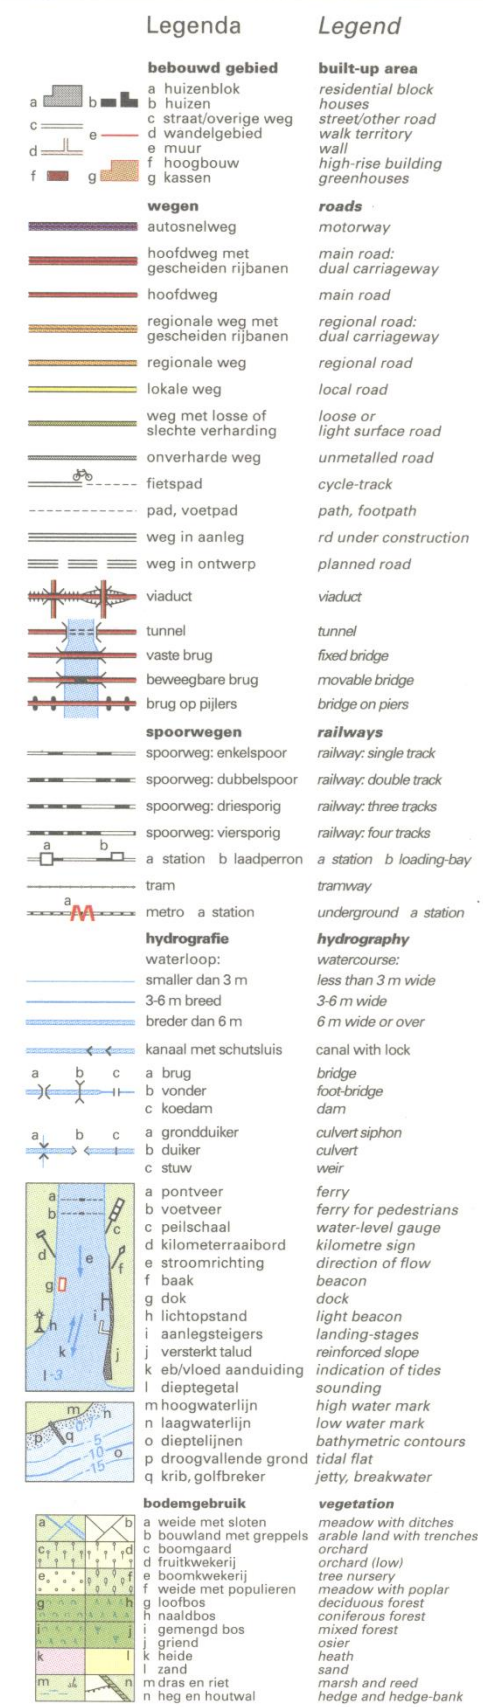 Legenda Legend
bebouwd gebied built-up area
a huizenblok residential block
a b b huizen houses
c c straat/overige weg street/other road
e d wandelgebied walk territory
d e muur wall
f hoogbouw high-rise building
f g g kassen greenhouses
wegen roads
autosnelweg motorway
hoofdweg met main road:
gescheiden rijbanen dual carriageway
hoofdweg main road
regionale weg met regional road:
gescheiden rijbanen dual carriageway
regionale weg regional road
lokale weg local road
weg met losse of loose or
slechte verharding light surface road
onverharde weg unmetalled road
fietspad cycle-track
pad, voetpad path, footpath
weg in aanleg rd under construction
weg in ontwerp planned road
viaduct viaduct
tunnel tunnel
vaste brug fixed bridge
beweegbare brug movable bridge
brug op pijlers bridge on piers
spoorwegen railways
spoorweg: enkelspoor railway: single track
spoorweg: dubbelspoor railway: double track
spoorweg: driesporig railway: three tracks
spoorweg: viersporig railway: four tracks
a b
a station b laadperron a station b loading-bay
tram tramway
a
M metro a station underground a station
hydrografie hydrography
waterloop: watercourse:
smaller dan 3 m less than 3 m wide
3-6 m breed 3-6 m wide
breder dan 6 m 6 m wide or over
kanaal met schutsluis canal with lock
a b c a brug bridge
b vonder foot-bridge
c koedam dam
a b c a grondduiker culvert siphon
b duiker culvert
c stuw weir
a a pontveer ferry
b b voetveer ferry for pedestrians
c c peilschaal water-level gauge
d d kilometerraaibord kilometre sign
e e stroomrichting direction of flow
f f baak beacon
g g dok dock
h h lichtopstand light beacon
i i aanlegsteigers landing-stages
j j versterkt talud reinforced slope
k k eb/vloed aanduiding indication of tides
l -3 l dieptegetal sounding
m m hoogwaterlijn high water mark
n n laagwaterlijn low water mark
0.7 -5 o o dieptelijnen bathymetric contours
p -10 p droogvallende grond tidal flat
q -15 q krib, golfbreker jetty, breakwater
bodemgebruik vegetation
a b a weide met sloten meadow with ditches
b bouwland met greppels arable land with trenches
c d c boomgaard orchard
d fruitkwekerij orchard (low)
e f e boomkwekerij tree nursery
f weide met populieren meadow with poplar
g h g loofbos deciduous forest
h naaldbos coniferous forest
i j i gemengd bos mixed forest
j griend osier
k l k heide heath
l zand sand
m n m dras en riet marsh and reed
n heg en houtwal hedge and hedge-bank